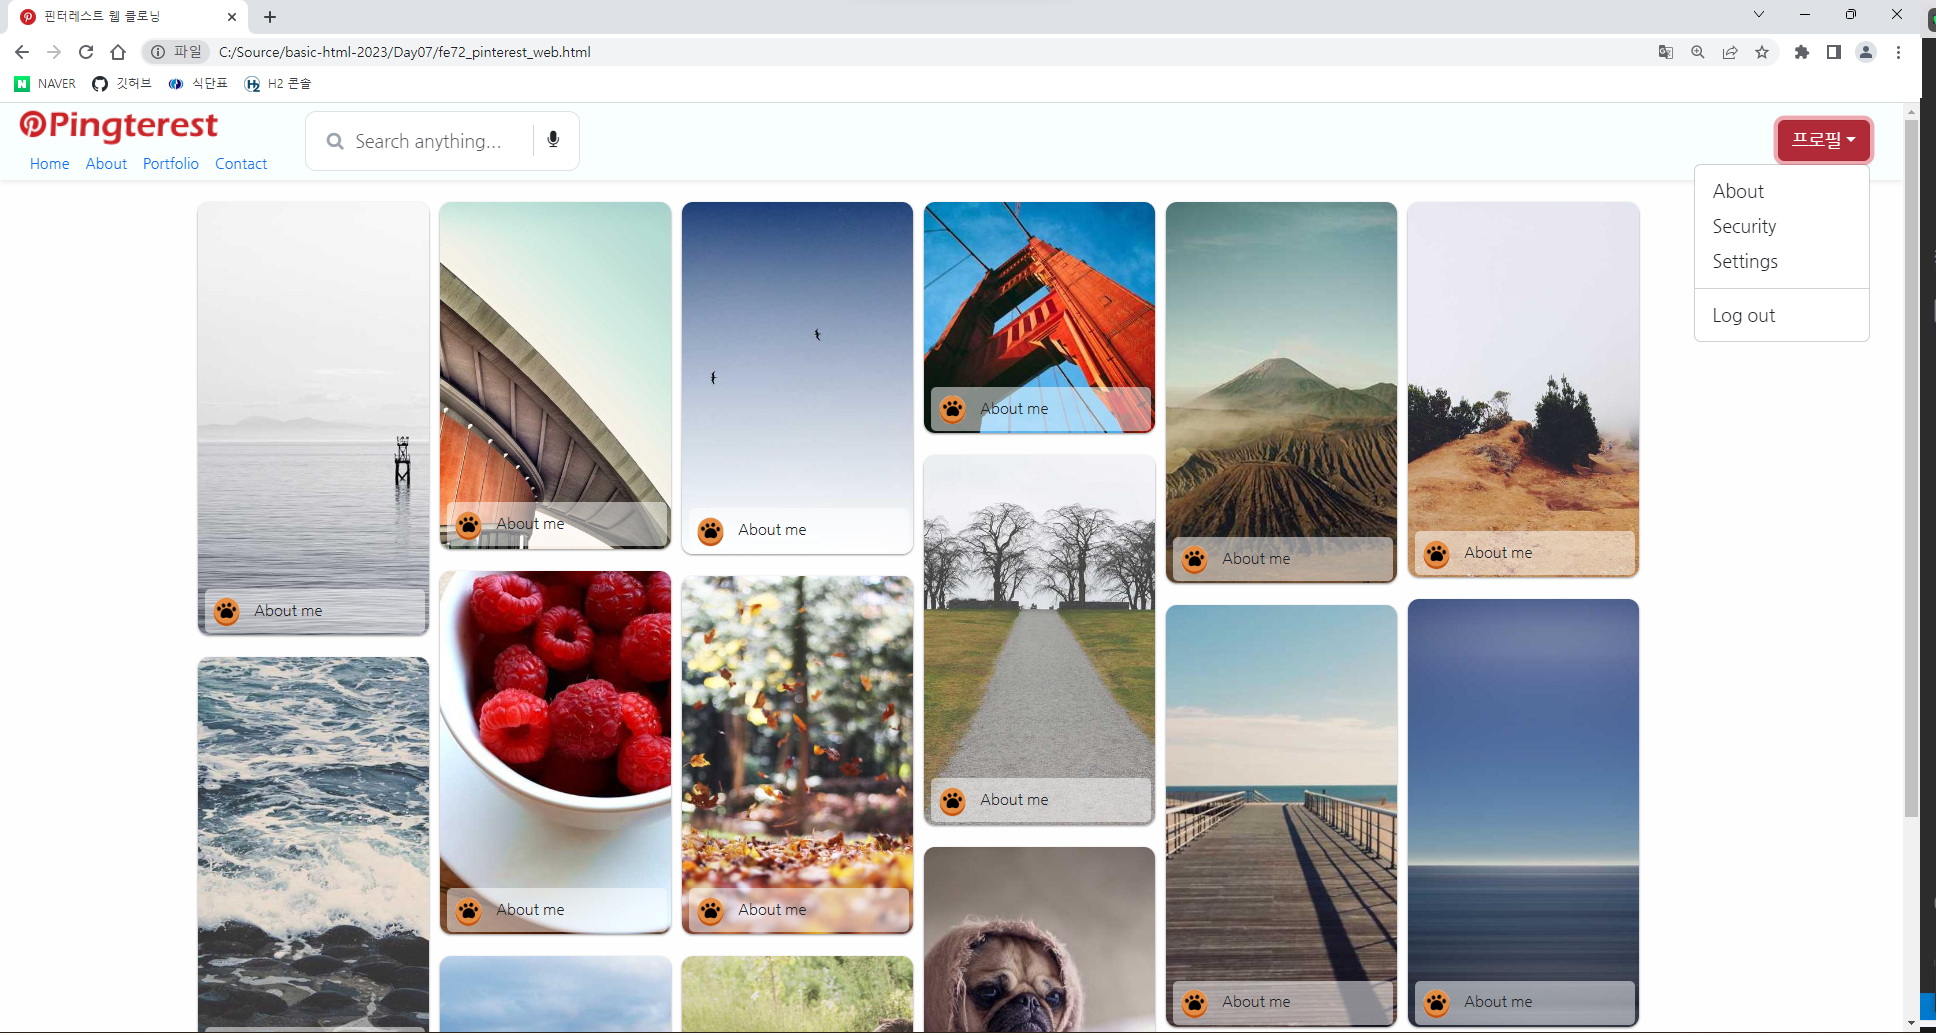 핀터레스트 웹 클로닝
파일 C:/Source/basic-html-2023/Day07/fe72_pinterest_web.html
NAVER 깃허브 식단표 H2 콘솔
Pingterest
Search anything...
프로필
Home About Portfolio Contact
About
Security
Settings
Log out
About me
About me
About me
About me
About me
About me
About me
About me
About me
About me
About me